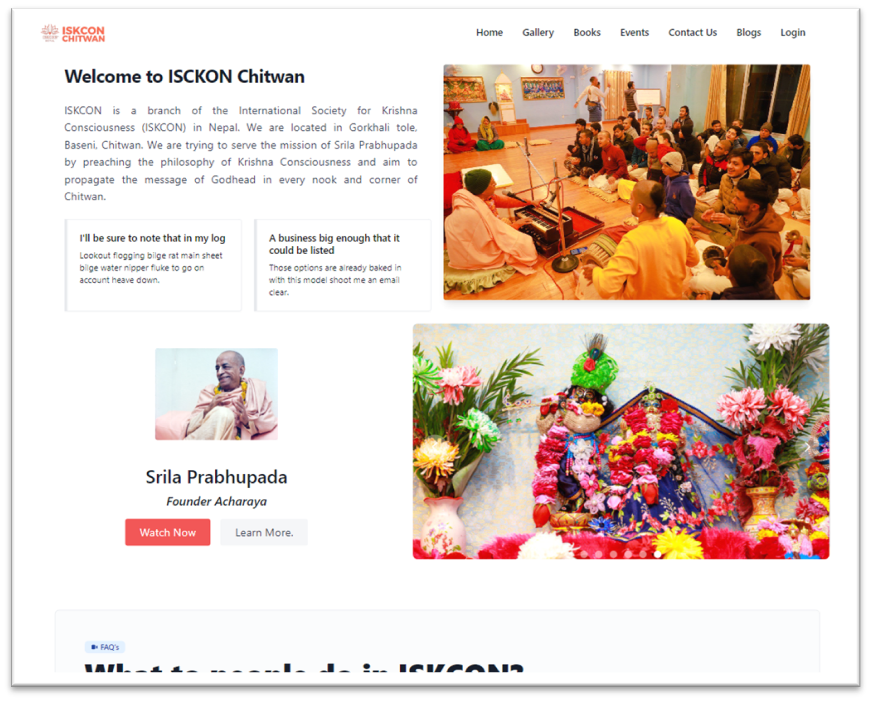 ISKCON
CHITWAN
Home Gallery Books Events Contact Us Blogs Login
Welcome to ISCKON Chitwan
ISKCON is a branch of the International Society for Krishna
Consciousness (ISKCON) in Nepal. We are located in Gorkhali tole,
Baseni, Chitwan. We are trying to serve the mission of Srila Prabhupada
by preaching the philosophy of Krishna Consciousness and aim to
propagate the message of Godhead in every nook and corner of
Chitwan.
I'll be sure to note that in my log
Lookout flogging bilge rat main sheet
bilge water nipper fluke to go on
account heave down.
A business big enough that it
could be listed
Those options are already baked in
with this model shoot me an email
clear.
Srila Prabhupada
Founder Acharaya
Watch Now Learn More.
FAQ's
What to people do in ISKCON?